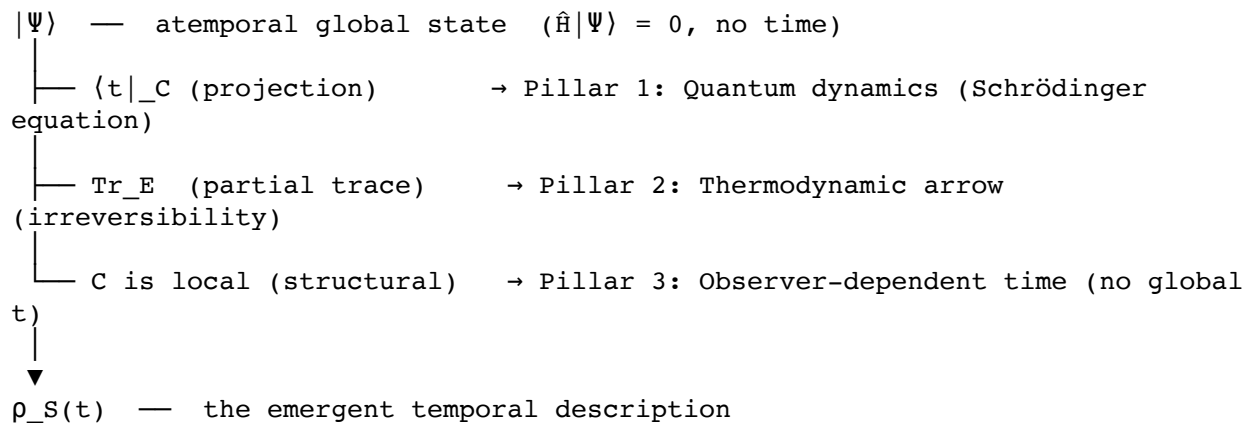 |Ψ⟩  —  atemporal global state  (Ĥ|Ψ⟩ = 0, no time)
 │
 ├── ⟨t|_C (projection)        → Pillar 1: Quantum dynamics (Schrödinger
equation)
 │
 ├── Tr_E  (partial trace)     → Pillar 2: Thermodynamic arrow
(irreversibility)
 │
 └── C is local (structural)   → Pillar 3: Observer-dependent time (no global
t)
 │
 ▼
ρ_S(t)  —  the emergent temporal description